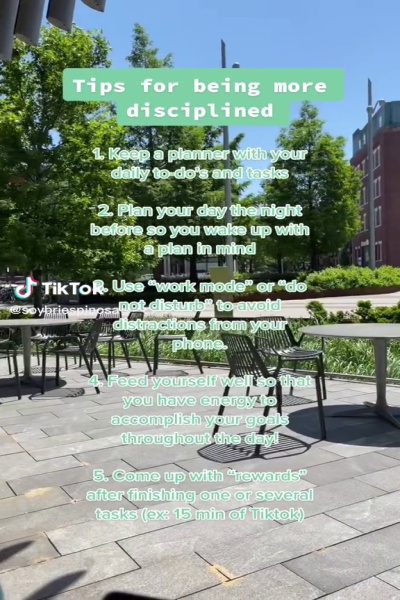 Tips for being more
disciplined
1. Keep a planner with your
daily to-do's and tasks
2. Plan your day the night
before so you wake up with
a plan in mind
TikTok
@soybriespinosa
3. Use “work mode” or “do
not disturb” to avoid
distractions from your
phone.
4. Feed yourself well so that
you have energy to
accomplish your goals
throughout the day!
5. Come up with “rewards”
after finishing one or several
tasks (ex: 15 min of Tiktok)